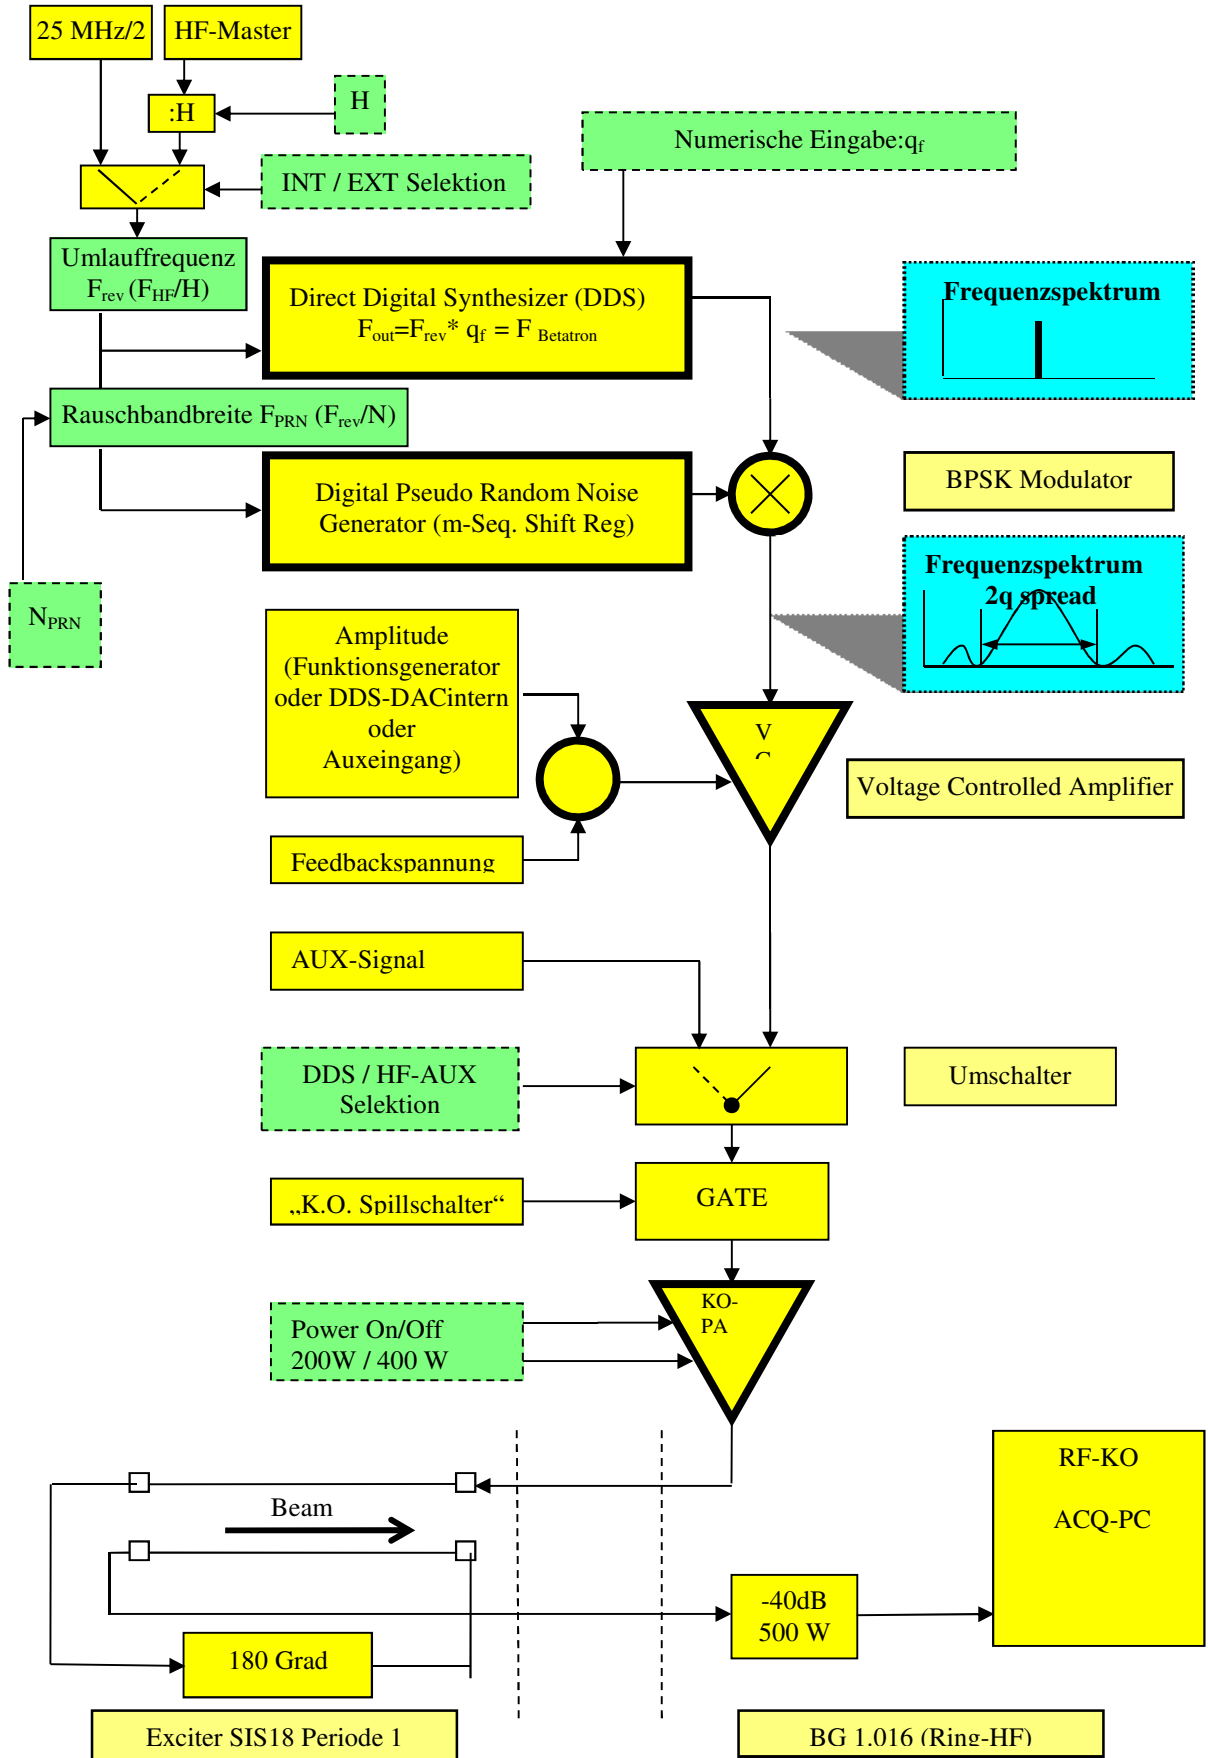 25 MHz/2
HF-Master
:H
H
Numerische Eingabe:qf
INT / EXT Selektion
Umlauffrequenz
Frev (FHF/H)
Direct Digital Synthesizer (DDS)
Fout=Frev* qf = F Betatron
Frequenzspektrum
Rauschbandbreite FPRN (Frev/N)
BPSK Modulator
Digital Pseudo Random Noise
Generator (m-Seq. Shift Reg)
Frequenzspektrum
2q spread
NPRN
Amplitude
(Funktionsgenerator
oder DDS-DACintern
oder
Auxeingang)
V
Voltage Controlled Amplifier
Feedbackspannung
AUX-Signal
DDS / HF-AUX
Selektion
Umschalter
„K.O. Spillschalter“
GATE
KO-
PA
Power On/Off
200W / 400 W
RF-KO
ACQ-PC
Beam
-40dB
500 W
180 Grad
Exciter SIS18 Periode 1
BG 1.016 (Ring-HF)